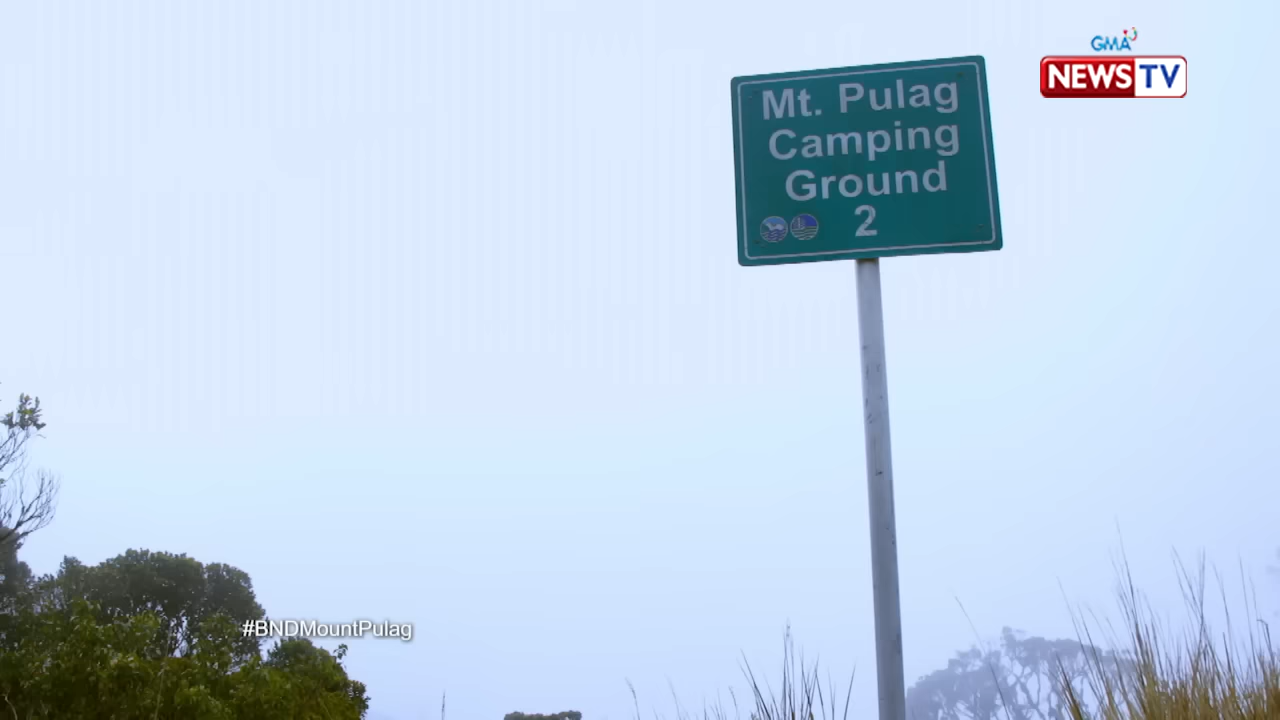 GMA
NEWS TV
Mt. Pulag
Camping
Ground
2
#BNDMountPulag